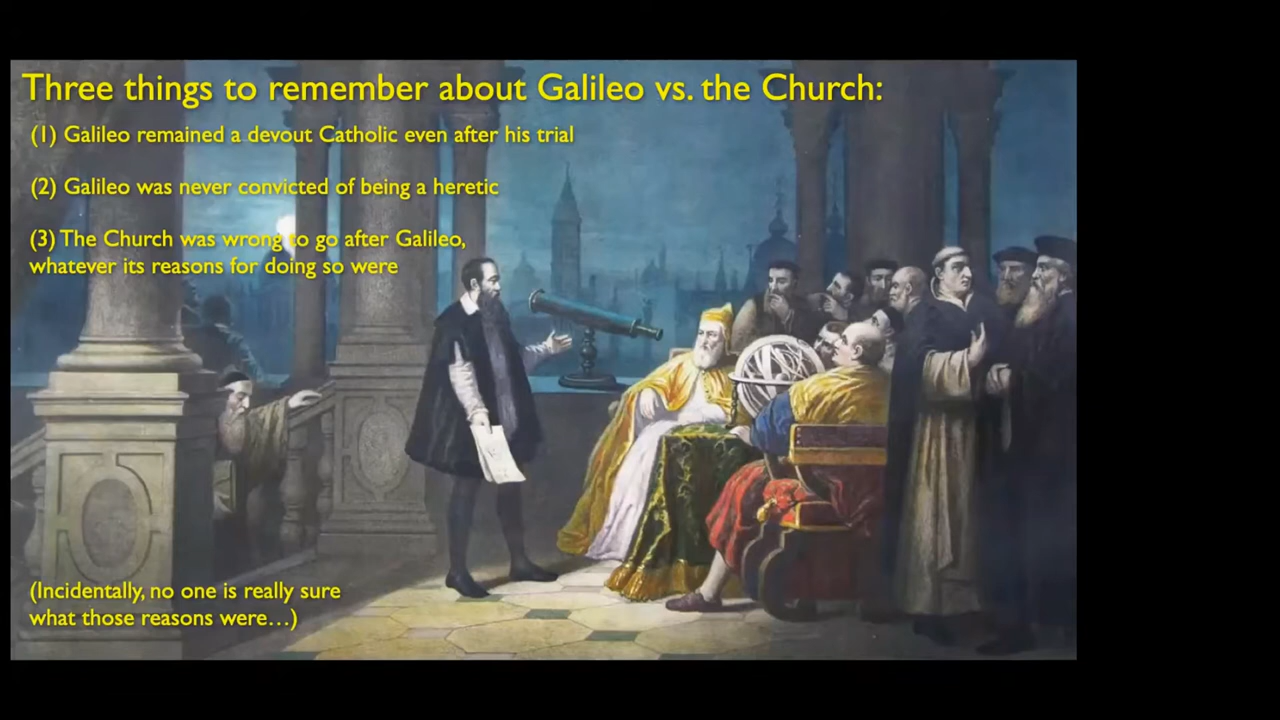 Three things to remember about Galileo vs. the Church:
(1) Galileo remained a devout Catholic even after his trial
(2) Galileo was never convicted of being a heretic
(3) The Church was wrong to go after Galileo,
whatever its reasons for doing so were
(Incidentally, no one is really sure
what those reasons were...)